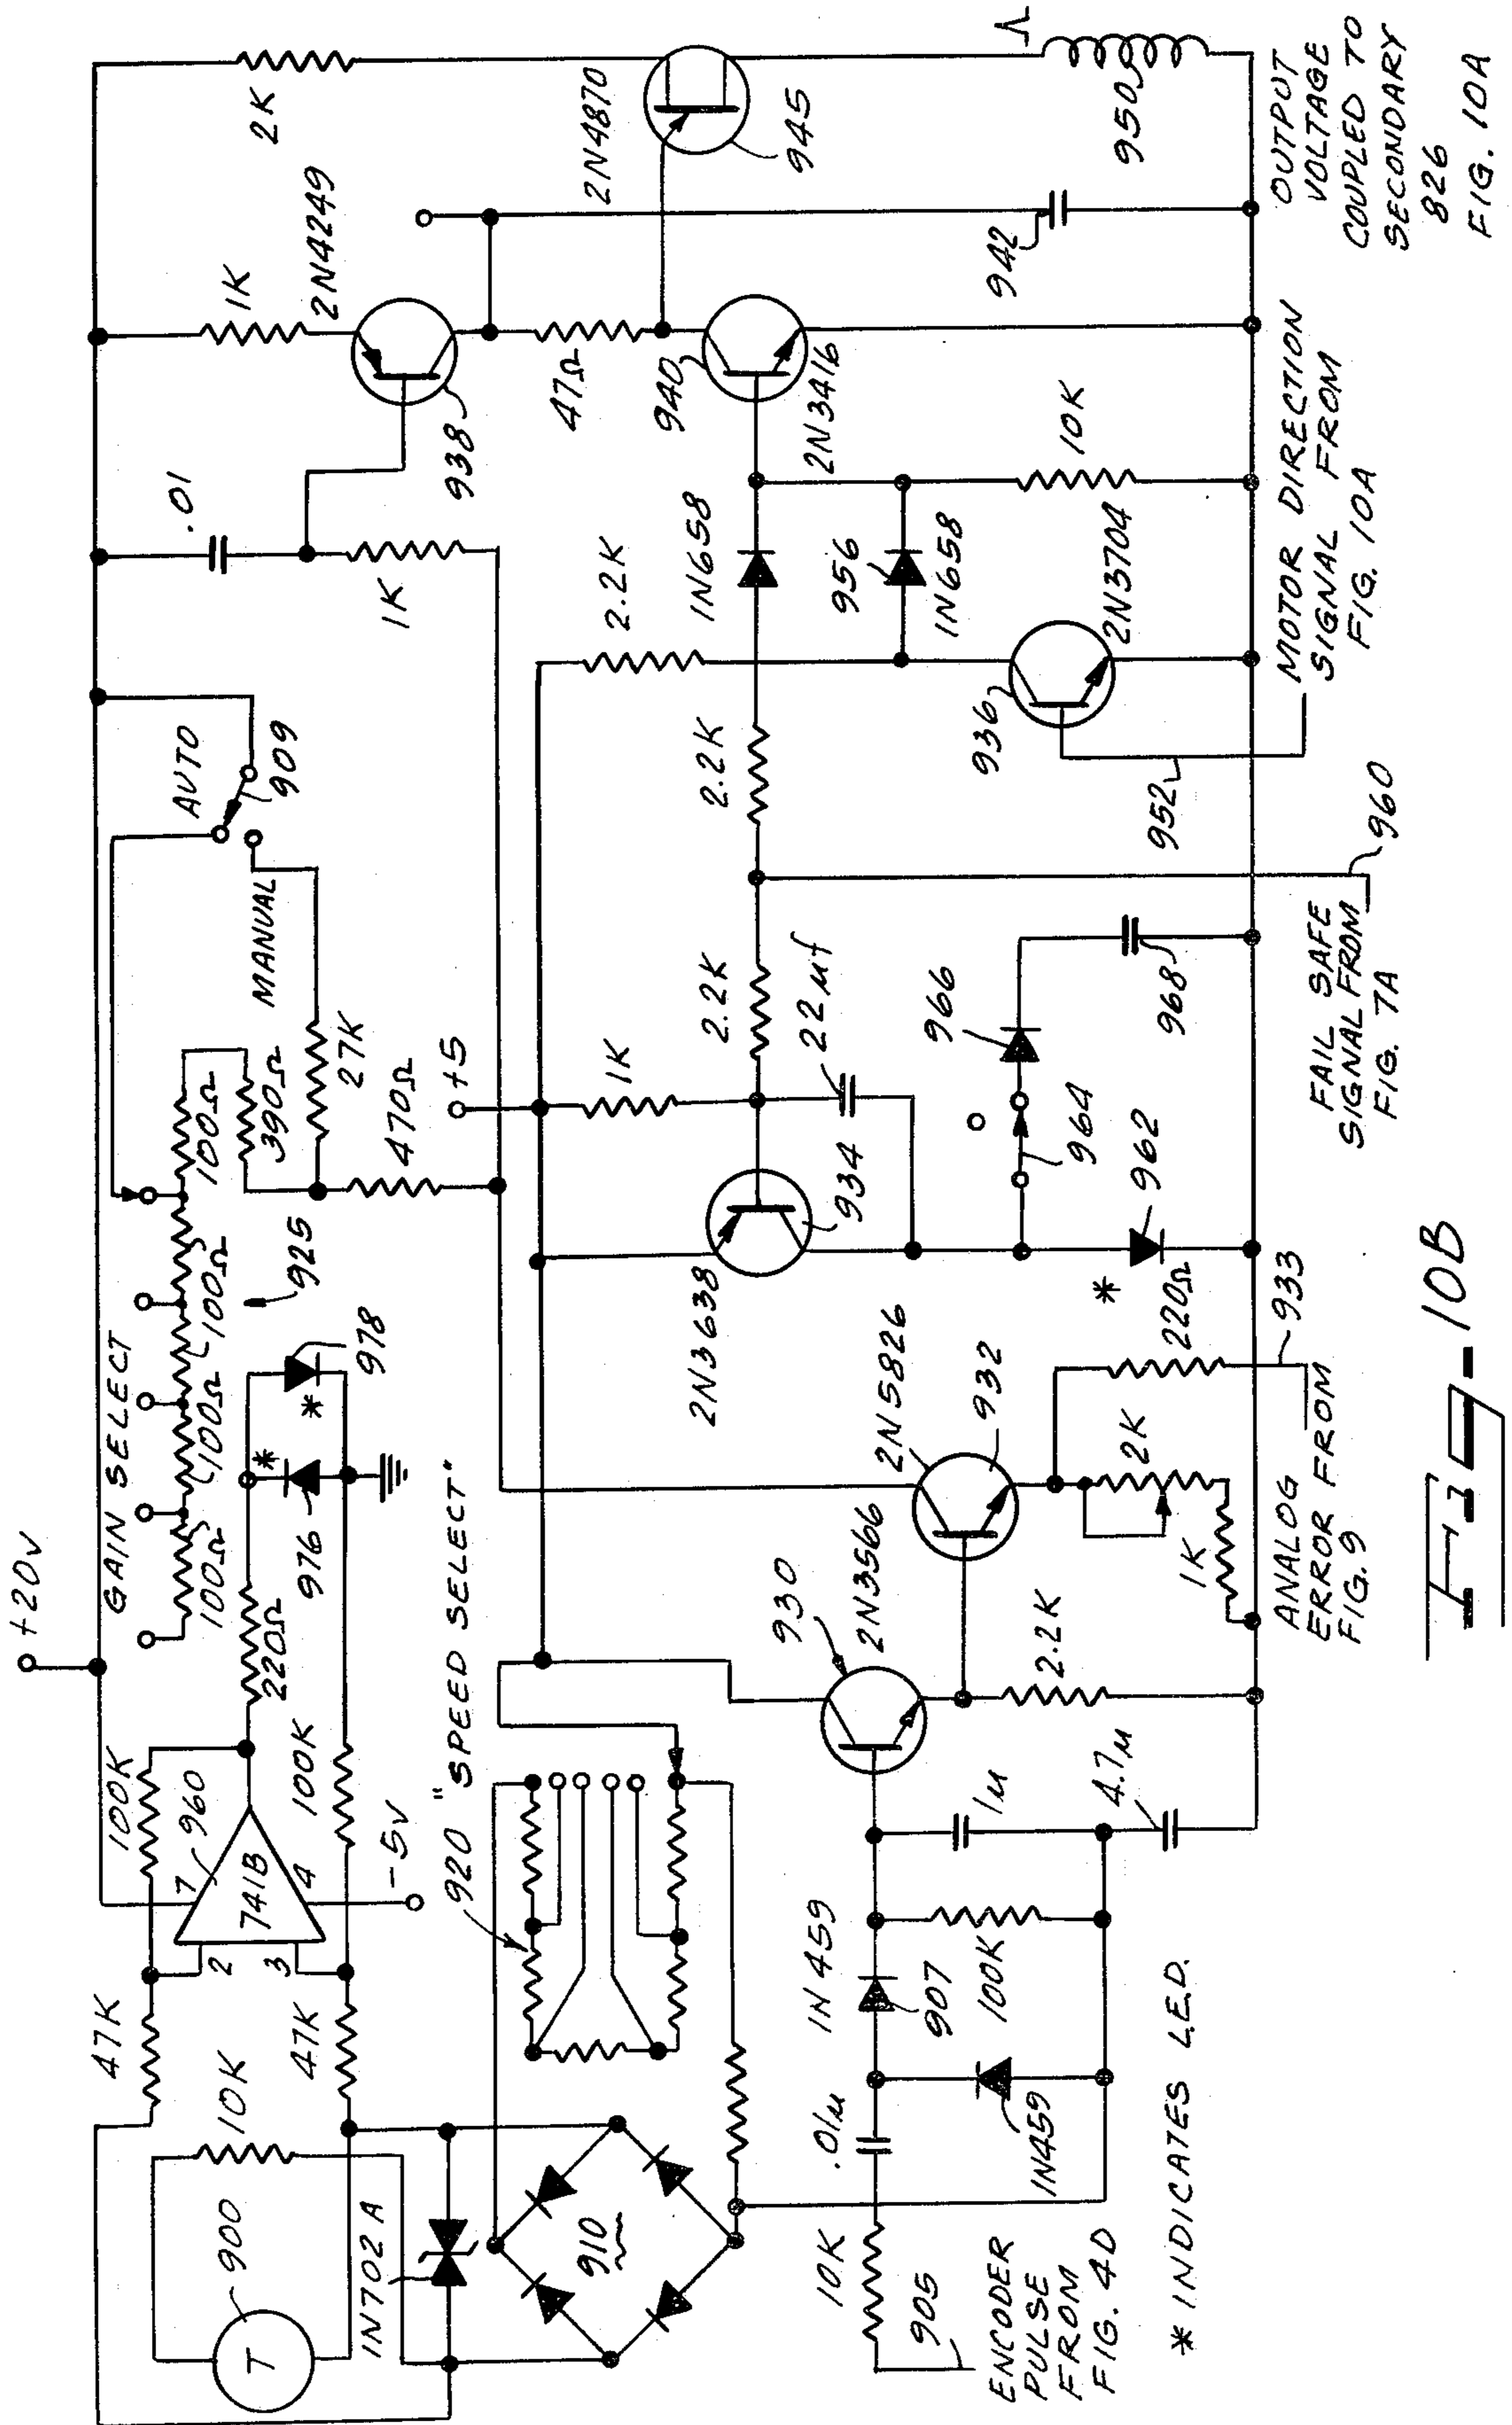 +20v
47K
100K
GAIN SELECT
AUTO
.01
1K
2K
10K
900
T
2
7
741B
960
3
4
220Ω
100Ω
100Ω
100Ω
100Ω
390Ω
MANUAL
909
2N4249
47K
100K
-5v
*
976
*
978
925
27K
470Ω
1K
938
2N4870
1N702A
920
"SPEED SELECT"
+5
47Ω
945
910
2N3638
934
1K
2.2K
2.2K
2.2K
1N658
940
2N3416
942
22µf
956
1N658
10K
950
10K
.01µ
1N459
907
930
2N3566
2N5826
932
966
964
936
2N3704
905
1N459
100K
1µ
4.7µ
2.2K
2K
1K
220Ω
*
962
968
952
933
960
ENCODER
PULSE
FROM
FIG. 4D
ANALOG
ERROR FROM
FIG. 9
FAIL SAFE
SIGNAL FROM
FIG. 7A
MOTOR DIRECTION
SIGNAL FROM
FIG. 10A
OUTPUT
VOLTAGE
COUPLED TO
SECONDARY
826
FIG. 10A
* INDICATES L.E.D.
Fig-10B